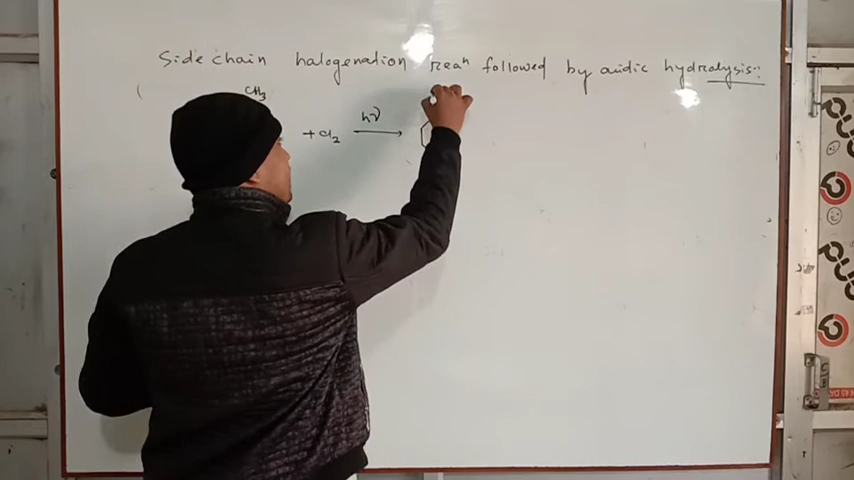 Side chain halogenation reaⁿ followed by acidic hydrolysis:
CH₃
+ Cl₂ hν